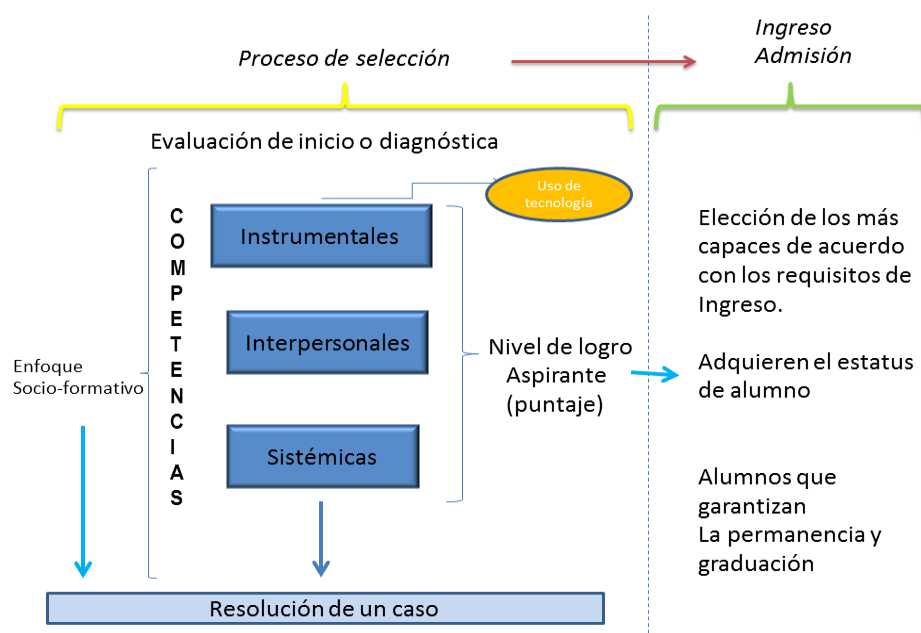 Proceso de selección
Ingreso
Admisión
Evaluación de inicio o diagnóstica
Uso de
tecnología
COMPETENCIAS
Instrumentales
Interpersonales
Sistémicas
Enfoque
Socio-formativo
Nivel de logro
Aspirante
(puntaje)
Elección de los más
capaces de acuerdo
con los requisitos de
Ingreso.
Adquieren el estatus
de alumno
Alumnos que
garantizan
La permanencia y
graduación
Resolución de un caso